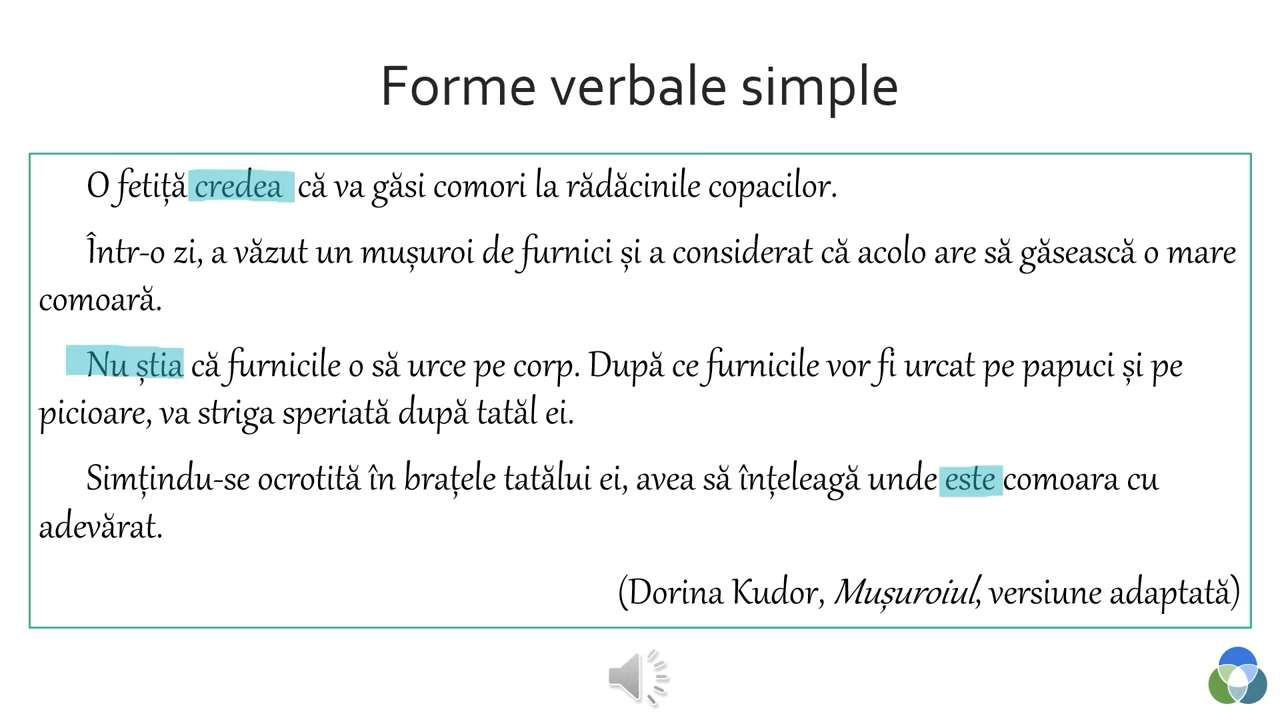 Forme verbale simple
O fetiță credea că va găsi comori la rădăcinile copacilor.
Într-o zi, a văzut un mușuroi de furnici și a considerat că acolo are să găsească o mare
comoară.
Nu știa că furnicile o să urce pe corp. După ce furnicile vor fi urcat pe papuci și pe
picioare, va striga speriată după tatăl ei.
Simțindu-se ocrotită în brațele tatălui ei, avea să înțeleagă unde este comoara cu
adevărat.
(Dorina Kudor, Mușuroiul, versiune adaptată)